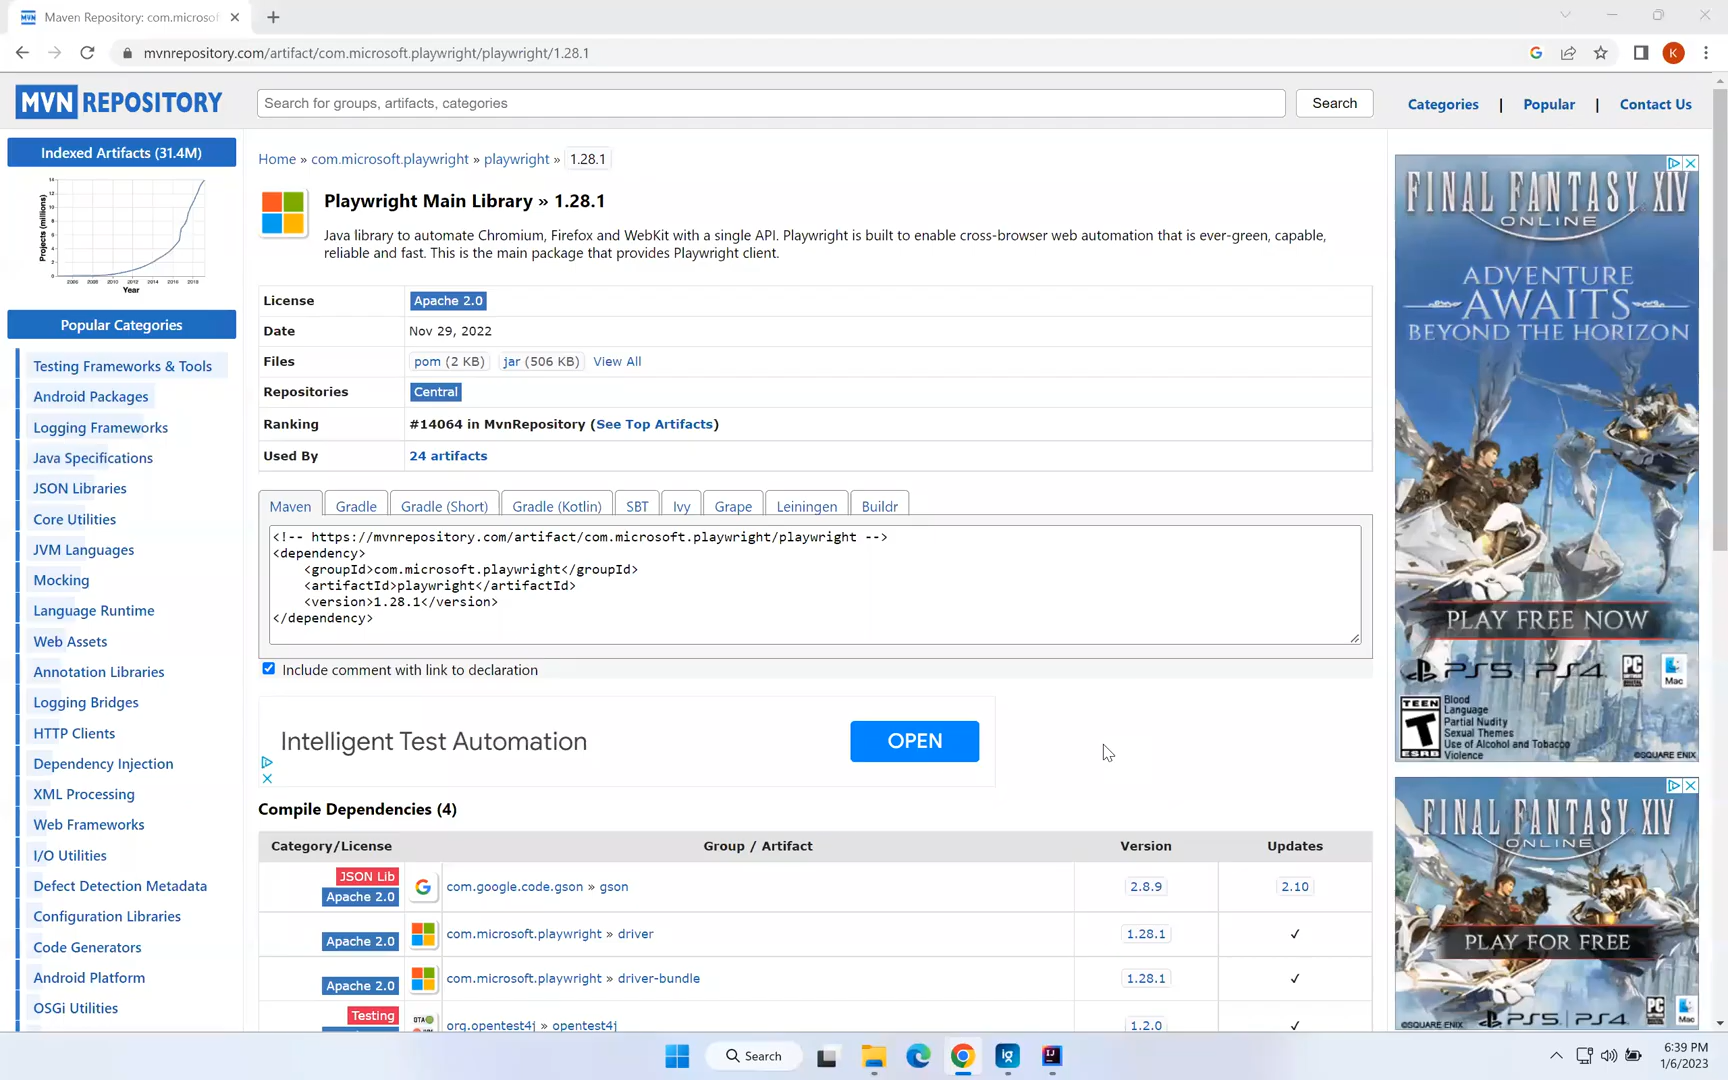 Maven Repository: com.microsof
mvnrepository.com/artifact/com.microsoft.playwright/playwright/1.28.1
K
MVN REPOSITORY
Search for groups, artifacts, categories
Search
Categories | Popular | Contact Us
Indexed Artifacts (31.4M)
Projects (millions)
Year
Popular Categories
Testing Frameworks & Tools
Android Packages
Logging Frameworks
Java Specifications
JSON Libraries
Core Utilities
JVM Languages
Mocking
Language Runtime
Web Assets
Annotation Libraries
Logging Bridges
HTTP Clients
Dependency Injection
XML Processing
Web Frameworks
I/O Utilities
Defect Detection Metadata
Configuration Libraries
Code Generators
Android Platform
OSGi Utilities
Home » com.microsoft.playwright » playwright » 1.28.1
Playwright Main Library » 1.28.1
Java library to automate Chromium, Firefox and WebKit with a single API. Playwright is built to enable cross-browser web automation that is ever-green, capable,
reliable and fast. This is the main package that provides Playwright client.
License Apache 2.0
Date Nov 29, 2022
Files pom (2 KB) jar (506 KB) View All
Repositories Central
Ranking #14064 in MvnRepository (See Top Artifacts)
Used By 24 artifacts
Maven Gradle Gradle (Short) Gradle (Kotlin) SBT Ivy Grape Leiningen Buildr
<!-- https://mvnrepository.com/artifact/com.microsoft.playwright/playwright -->
<dependency>
<groupId>com.microsoft.playwright</groupId>
<artifactId>playwright</artifactId>
<version>1.28.1</version>
</dependency>
Include comment with link to declaration
Intelligent Test Automation
OPEN
Compile Dependencies (4)
Category/License Group / Artifact Version Updates
JSON Lib
Apache 2.0 com.google.code.gson » gson 2.8.9 2.10
Apache 2.0 com.microsoft.playwright » driver 1.28.1 ✓
Apache 2.0 com.microsoft.playwright » driver-bundle 1.28.1 ✓
Testing
org.opentest4j » opentest4j 1.2.0 ✓
FINAL FANTASY XIV
ONLINE
ADVENTURE
AWAITS
BEYOND THE HORIZON
PLAY FREE NOW
PS5 | PS4 PC Mac
TEEN
T
ESRB
Blood
Language
Partial Nudity
Sexual Themes
Use of Alcohol and Tobacco
Violence
©SQUARE ENIX
FINAL FANTASY XIV
ONLINE
PLAY FOR FREE
©SQUARE ENIX PS5 | PS4 PC Mac
Search
6:39 PM
1/6/2023